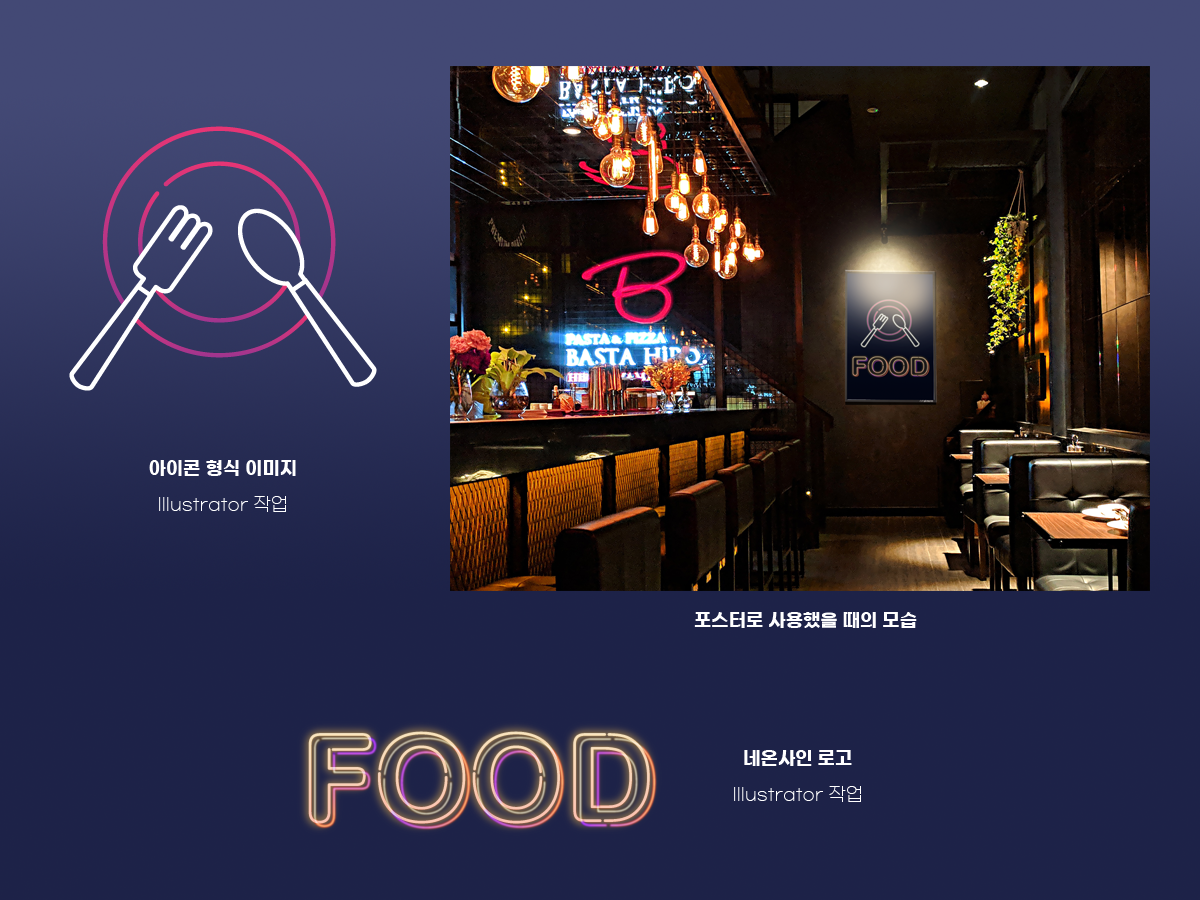 B
PASTA & PIZZA
BASTA HIRO.
FOOD
아이콘 형식 이미지
Illustrator 작업
포스터로 사용했을 때의 모습
FOOD
네온사인 로고
Illustrator 작업